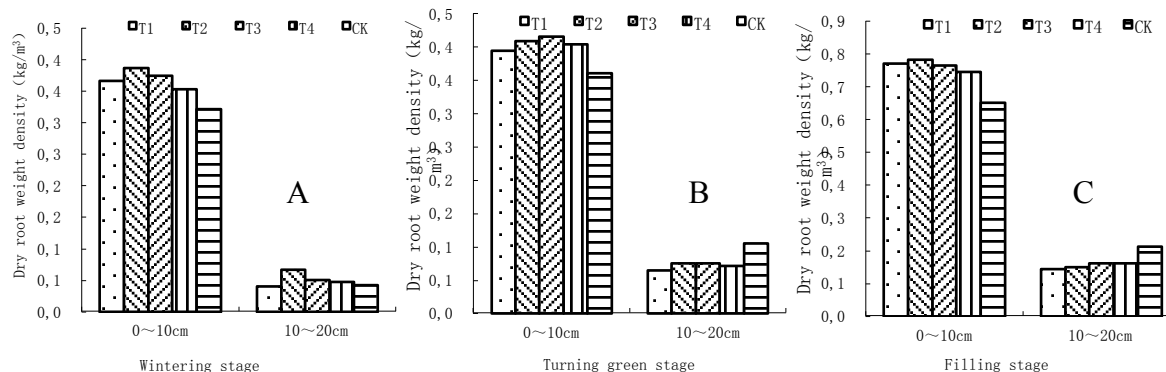 T1 T2 T3 T4 CK
Dry root weight density (kg/m³)
0,5
0,4
0,4
0,3
0,3
0,2
0,2
0,1
0,1
0,0
A
0～10cm 10～20cm
Wintering stage
T1 T2 T3 T4 CK
Dry root weight density (kg/
m³)
0,5
0,4
0,4
0,3
0,3
0,2
0,2
0,1
0,1
0,0
B
0～10cm 10～20cm
Turning green stage
T1 T2 T3 T4 CK
Dry root weight density (kg/
m³)
0,9
0,8
0,7
0,6
0,5
0,4
0,3
0,2
0,1
0,0
C
0～10cm 10～20cm
Filling stage